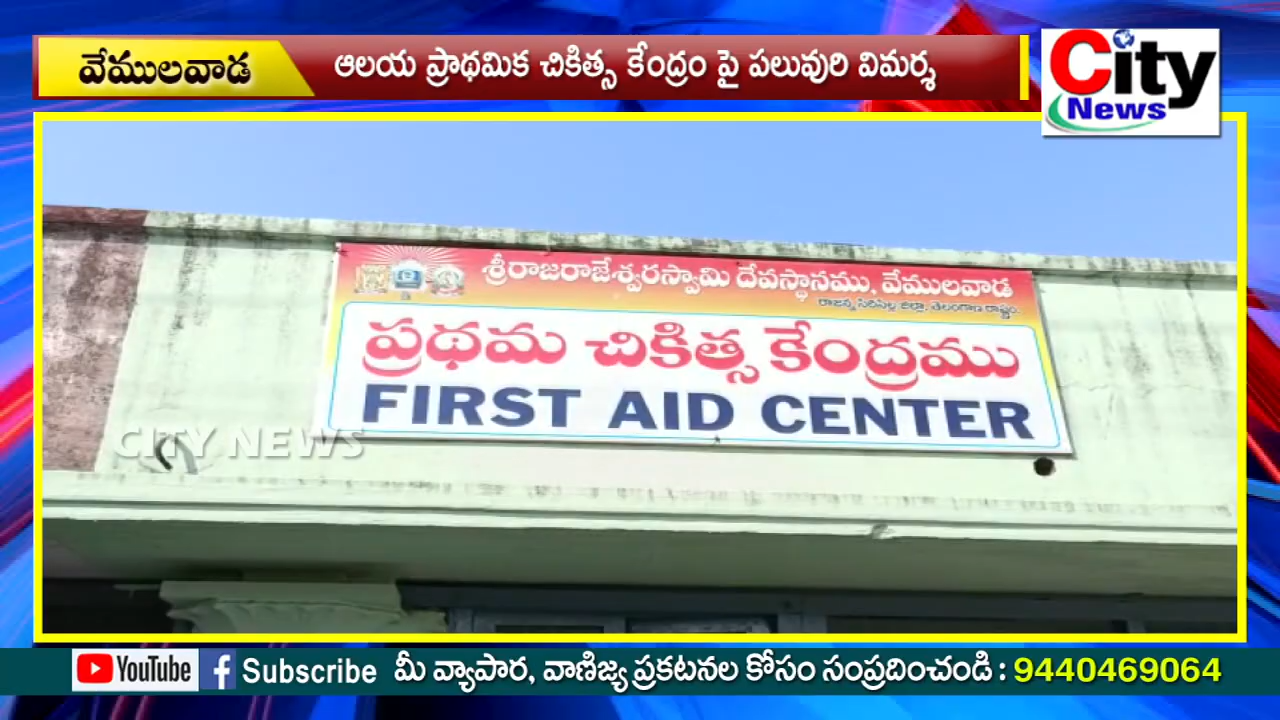 వేములవాడ
ఆలయ ప్రాథమిక చికిత్స కేంద్రం పై పలువురి విమర్శ
City
News
శ్రీరాజరాజేశ్వరస్వామి దేవస్థానము, వేములవాడ
రాజన్న సిరిసిల్ల జిల్లా, తెలంగాణ రాష్ట్రం.
ప్రథమ చికిత్స కేంద్రము
FIRST AID CENTER
CITY NEWS
YouTube f Subscribe మీ వ్యాపార, వాణిజ్య ప్రకటనల కోసం సంప్రదించండి : 9440469064